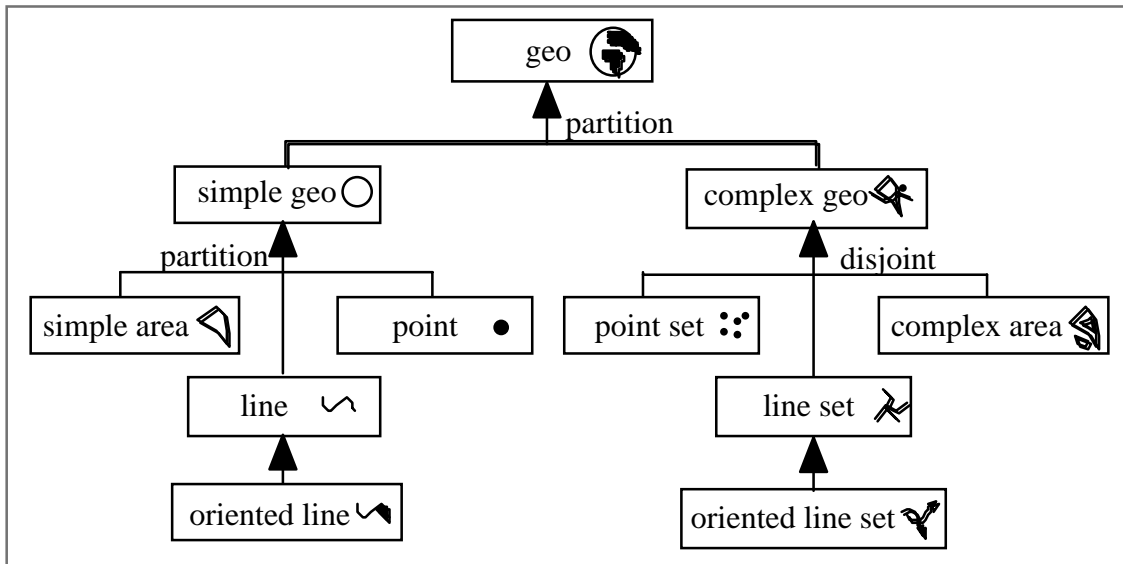 geo
partition
simple geo
complex geo
partition
disjoint
simple area
point
point set
complex area
line
line set
oriented line
oriented line set